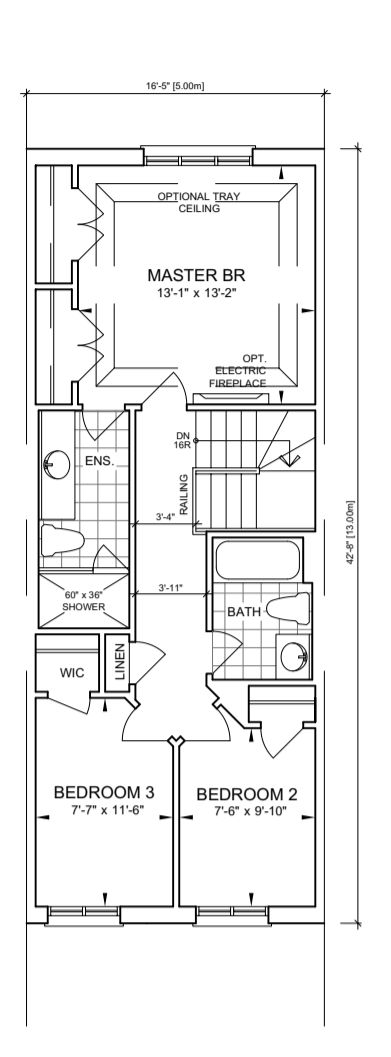 16'-5" [5.00m]
OPTIONAL TRAY
CEILING
MASTER BR
13'-1" x 13'-2"
OPT.
ELECTRIC
FIREPLACE
DN
16R
ENS.
RAILING
3'-4"
42'-8" [13.00m]
3'-11"
60" x 36"
SHOWER
BATH
LINEN
WIC
BEDROOM 3
7'-7" x 11'-6"
BEDROOM 2
7'-6" x 9'-10"